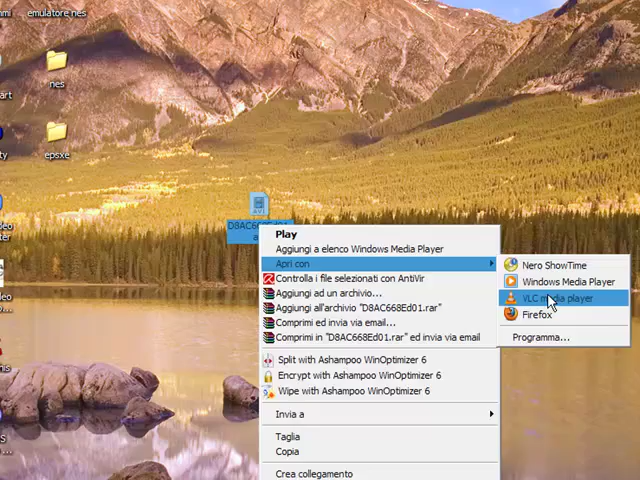 emulatore nes
nes
epsxe
AVI
Play
Aggiungi a elenco Windows Media Player
Apri con
Controlla i file selezionati con AntiVir
Aggiungi ad un archivio...
Aggiungi all'archivio "D8AC668Ed01.rar"
Comprimi ed invia via email...
Comprimi in "D8AC668Ed01.rar" ed invia via email
Split with Ashampoo WinOptimizer 6
Encrypt with Ashampoo WinOptimizer 6
Wipe with Ashampoo WinOptimizer 6
Invia a
Taglia
Copia
Crea collegamento
Nero ShowTime
Windows Media Player
VLC media player
Firefox
Programma...